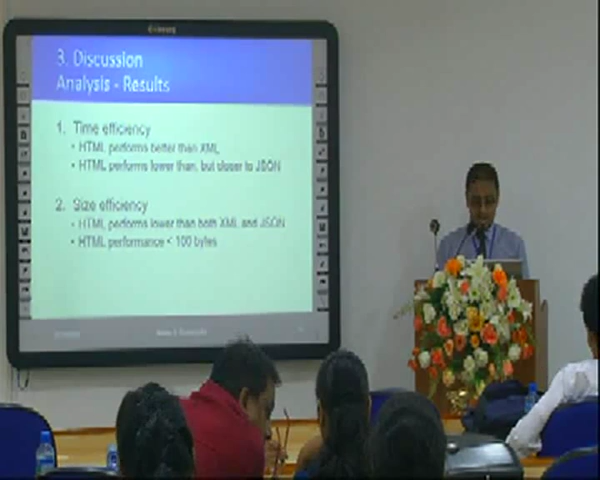 3. Discussion
Analysis - Results
1. Time efficiency
• HTML performs better than XML
• HTML performs lower than, but closer to JSON
2. Size efficiency
• HTML performs lower than both XML and JSON
• HTML performance < 100 bytes